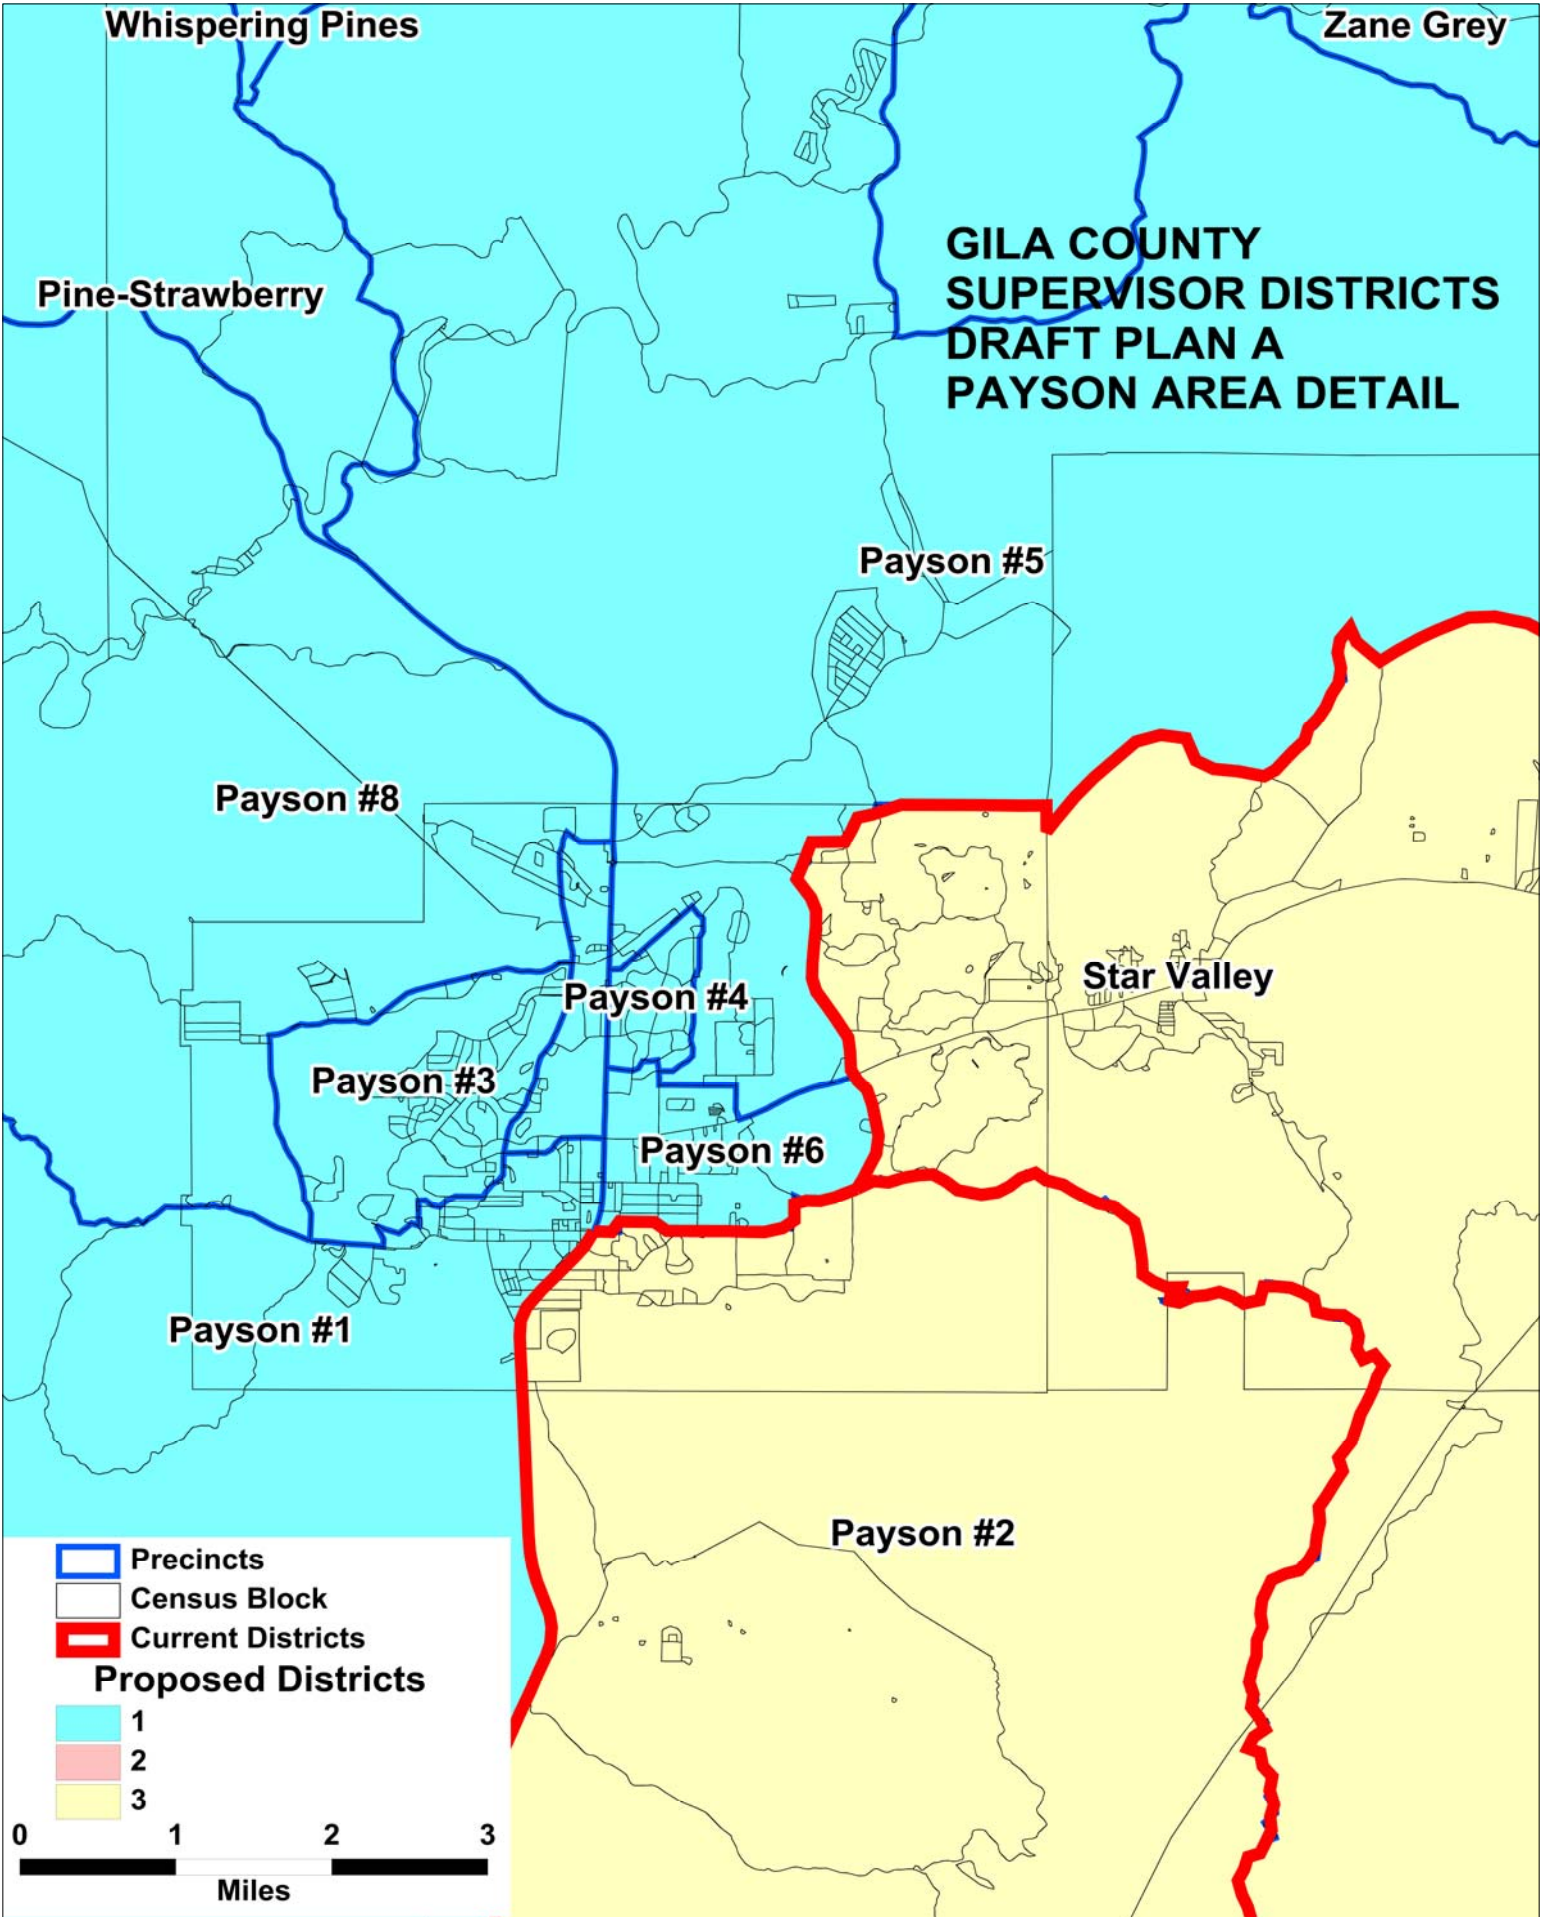 Whispering Pines
Zane Grey
GILA COUNTY
SUPERVISOR DISTRICTS
DRAFT PLAN A
PAYSON AREA DETAIL
Pine-Strawberry
Payson #5
Payson #8
Star Valley
Payson #4
Payson #3
Payson #6
Payson #1
Payson #2
Precincts
Census Block
Current Districts
Proposed Districts
1
2
3
0 1 2 3
Miles